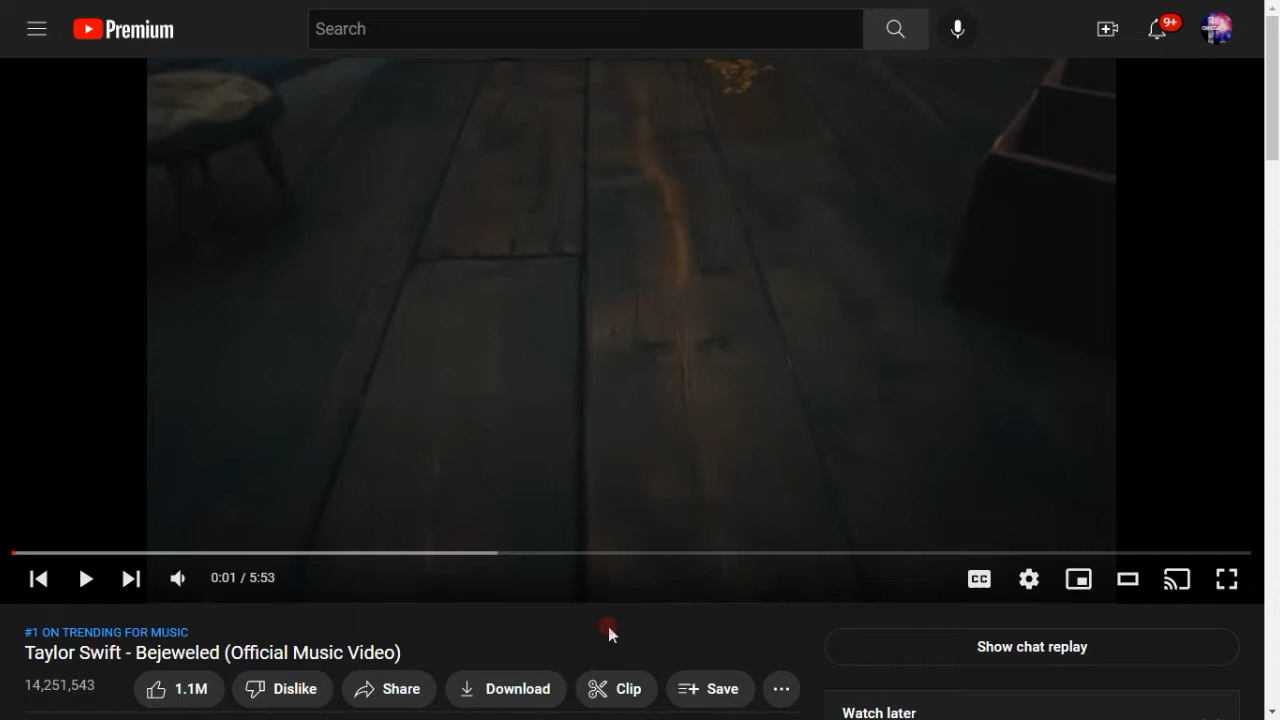 Premium
Search
9+
CC
0:01 / 5:53
#1 ON TRENDING FOR MUSIC
Taylor Swift - Bejeweled (Official Music Video)
14,251,543
1.1M
Dislike
Share
Download
Clip
Save
Show chat replay
Watch later